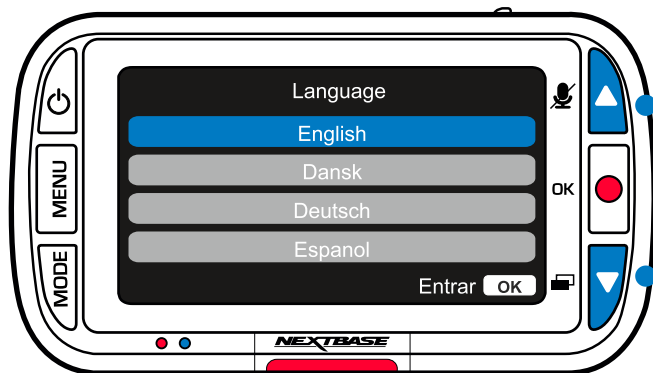 Language
English
Dansk
Deutsch
Espanol
Entrar OK
MENU
MODE
OK
NEXTBASE